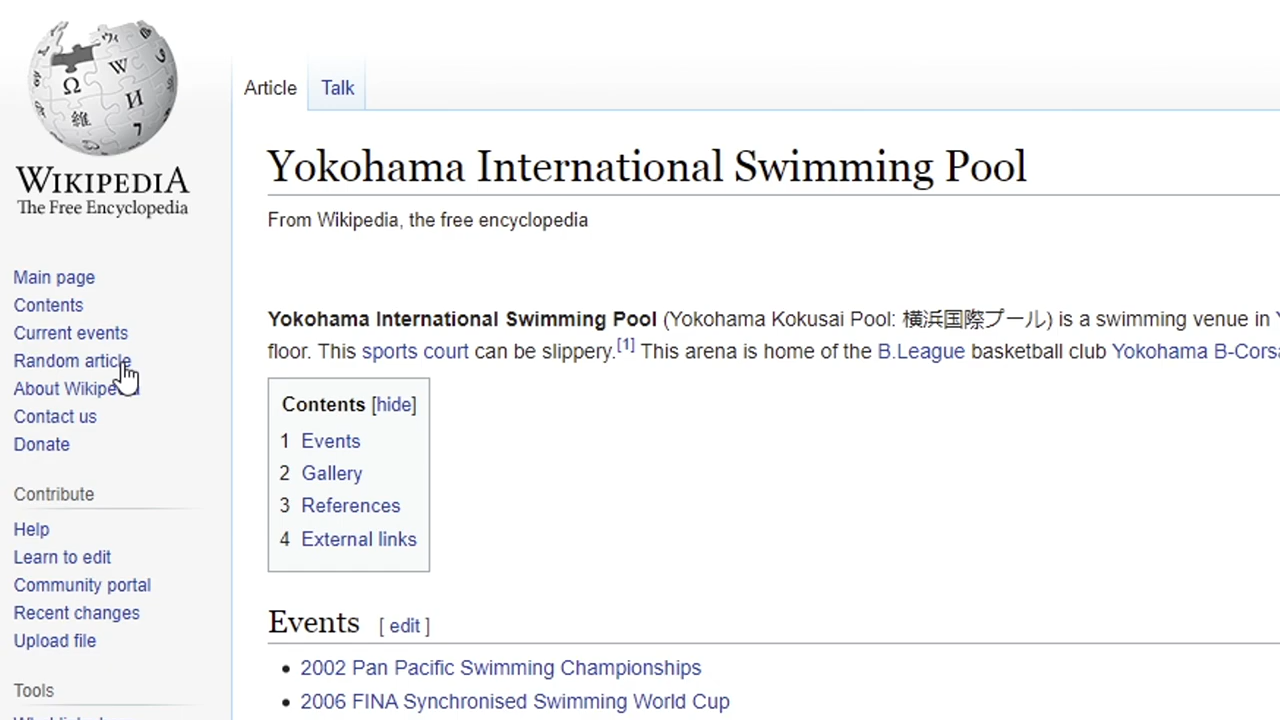 WIKIPEDIA
The Free Encyclopedia
Main page
Contents
Current events
Random article
About Wikipedia
Contact us
Donate
Contribute
Help
Learn to edit
Community portal
Recent changes
Upload file
Tools
Article Talk
Yokohama International Swimming Pool
From Wikipedia, the free encyclopedia
Yokohama International Swimming Pool (Yokohama Kokusai Pool: 横浜国際プール) is a swimming venue in
floor. This sports court can be slippery.[1] This arena is home of the B.League basketball club Yokohama B-Corsa
Contents [hide]
1 Events
2 Gallery
3 References
4 External links
Events [ edit ]
• 2002 Pan Pacific Swimming Championships
• 2006 FINA Synchronised Swimming World Cup